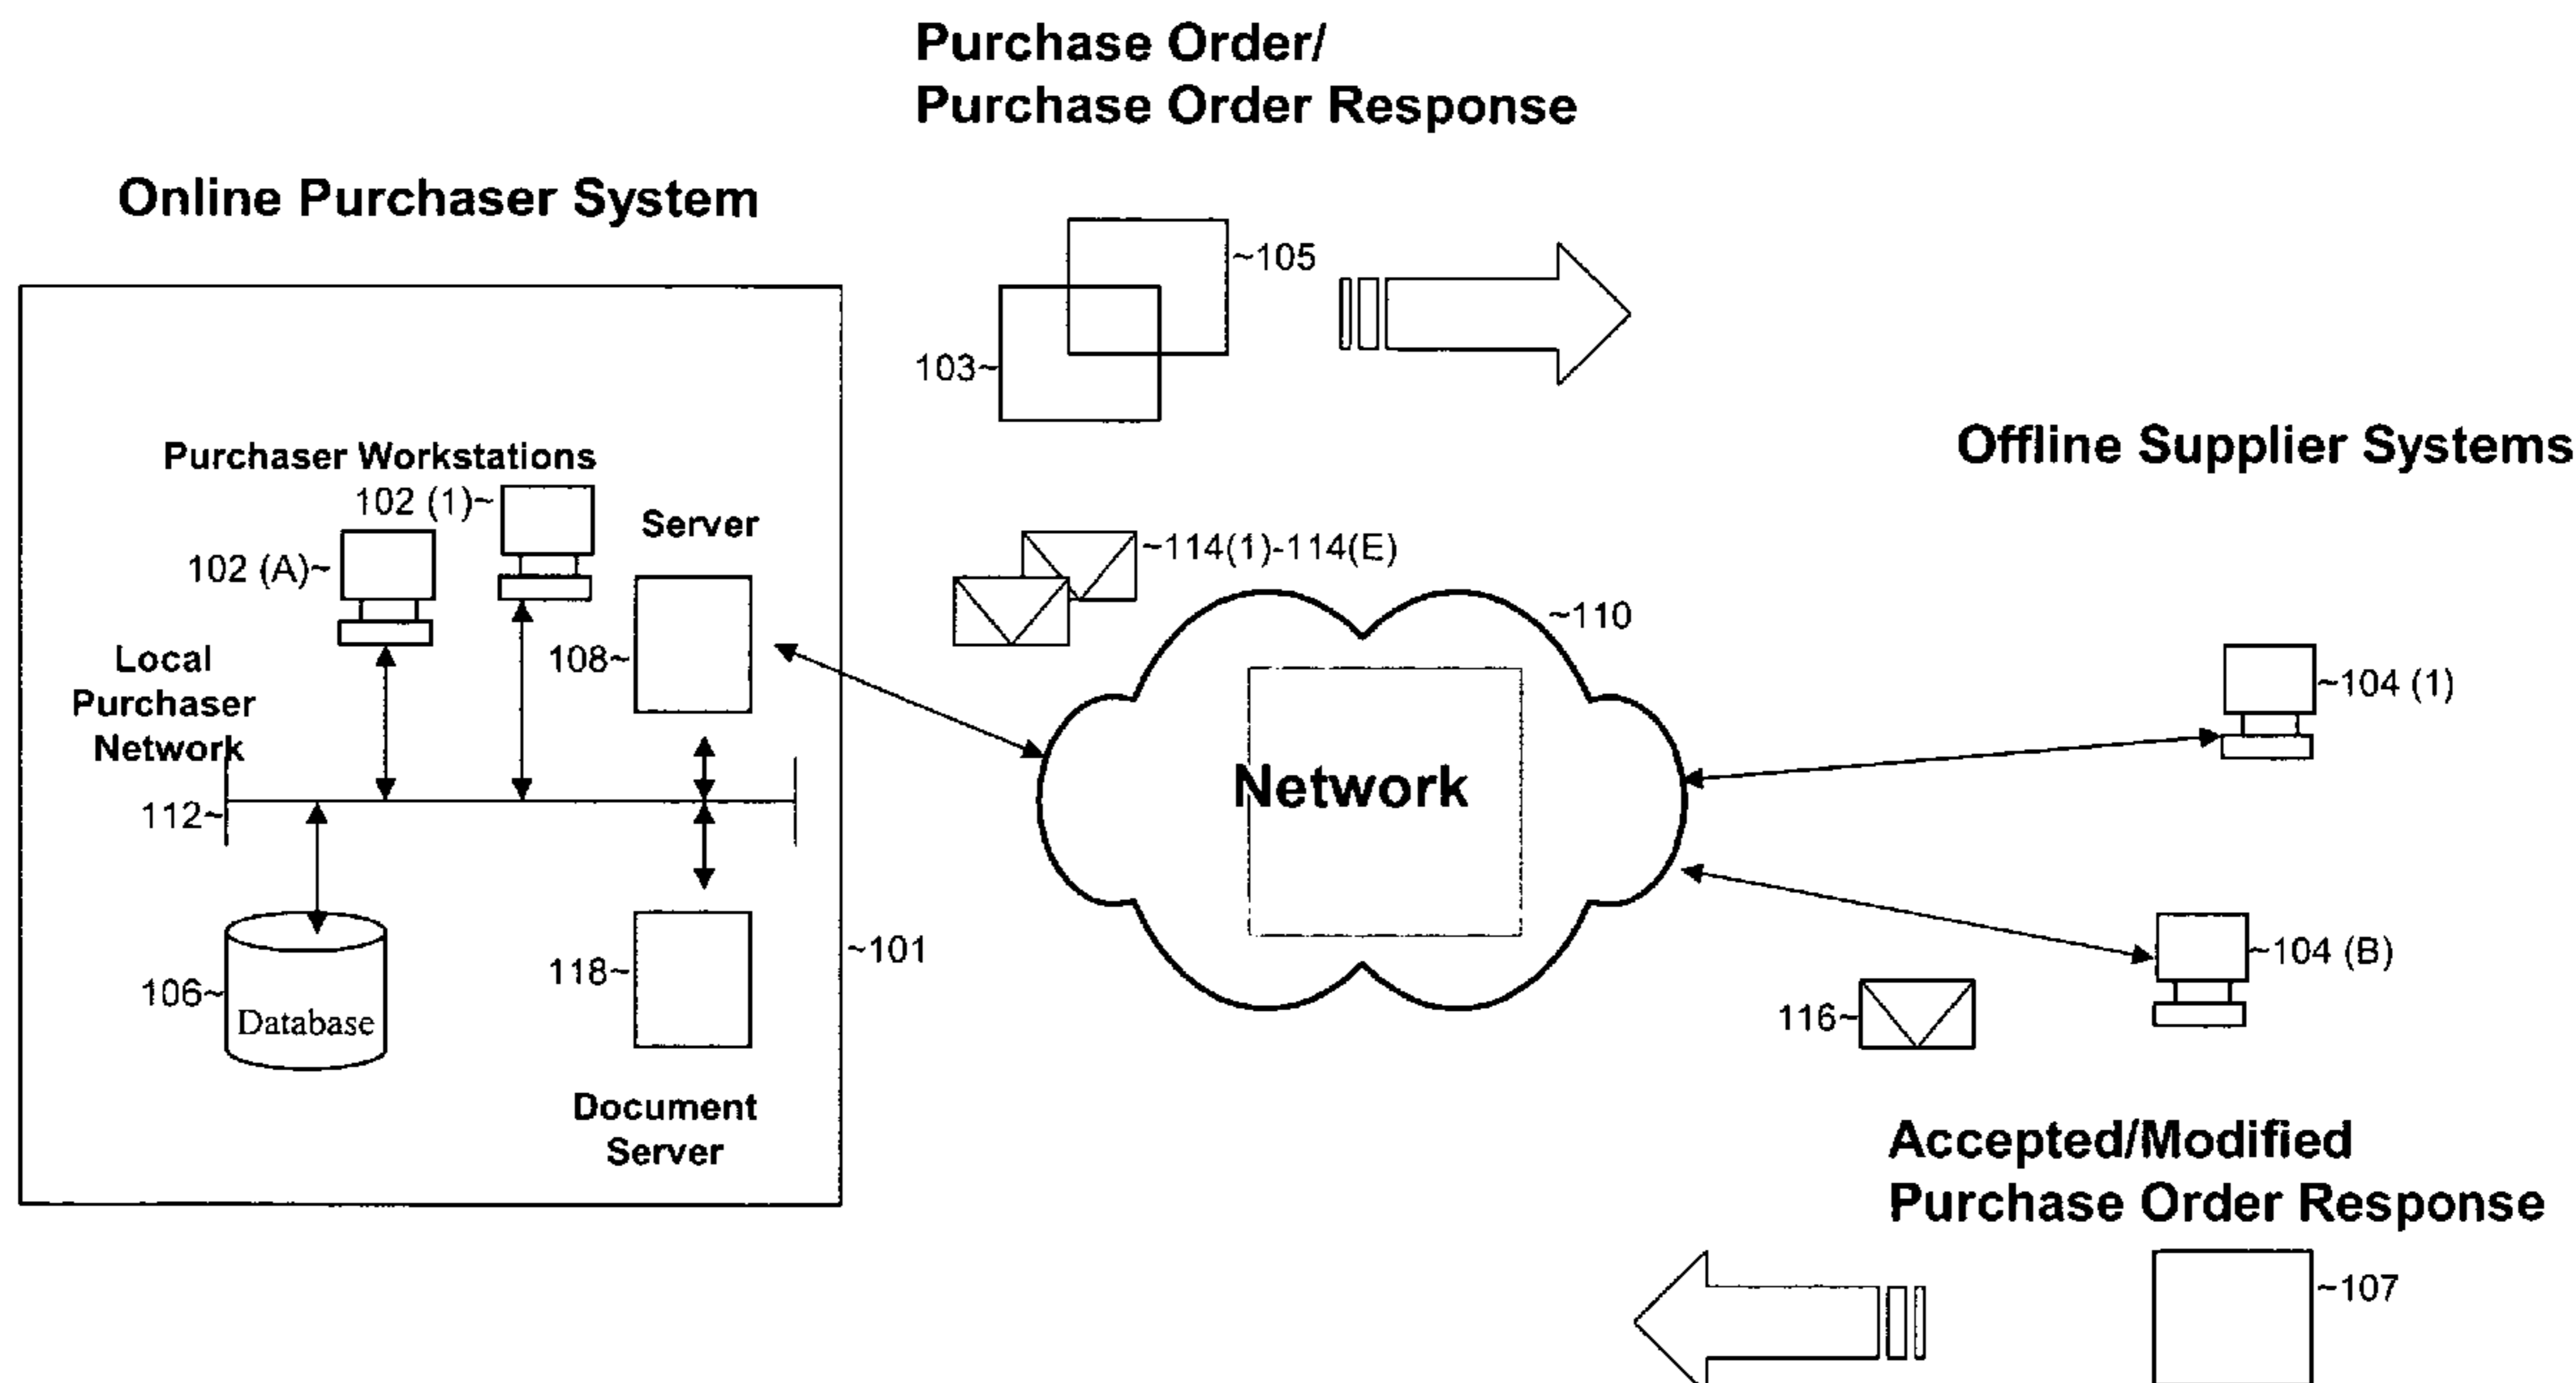 Purchase Order/
Purchase Order Response
Online Purchaser System
~105
103~
Offline Supplier Systems
Purchaser Workstations
102 (1)~
Server
102 (A)~
~114(1)-114(E)
~110
Local
Purchaser
Network
108~
~104 (1)
Network
112~
~101
~104 (B)
118~
106~
Database
116~
Document
Server
Accepted/Modified
Purchase Order Response
~107